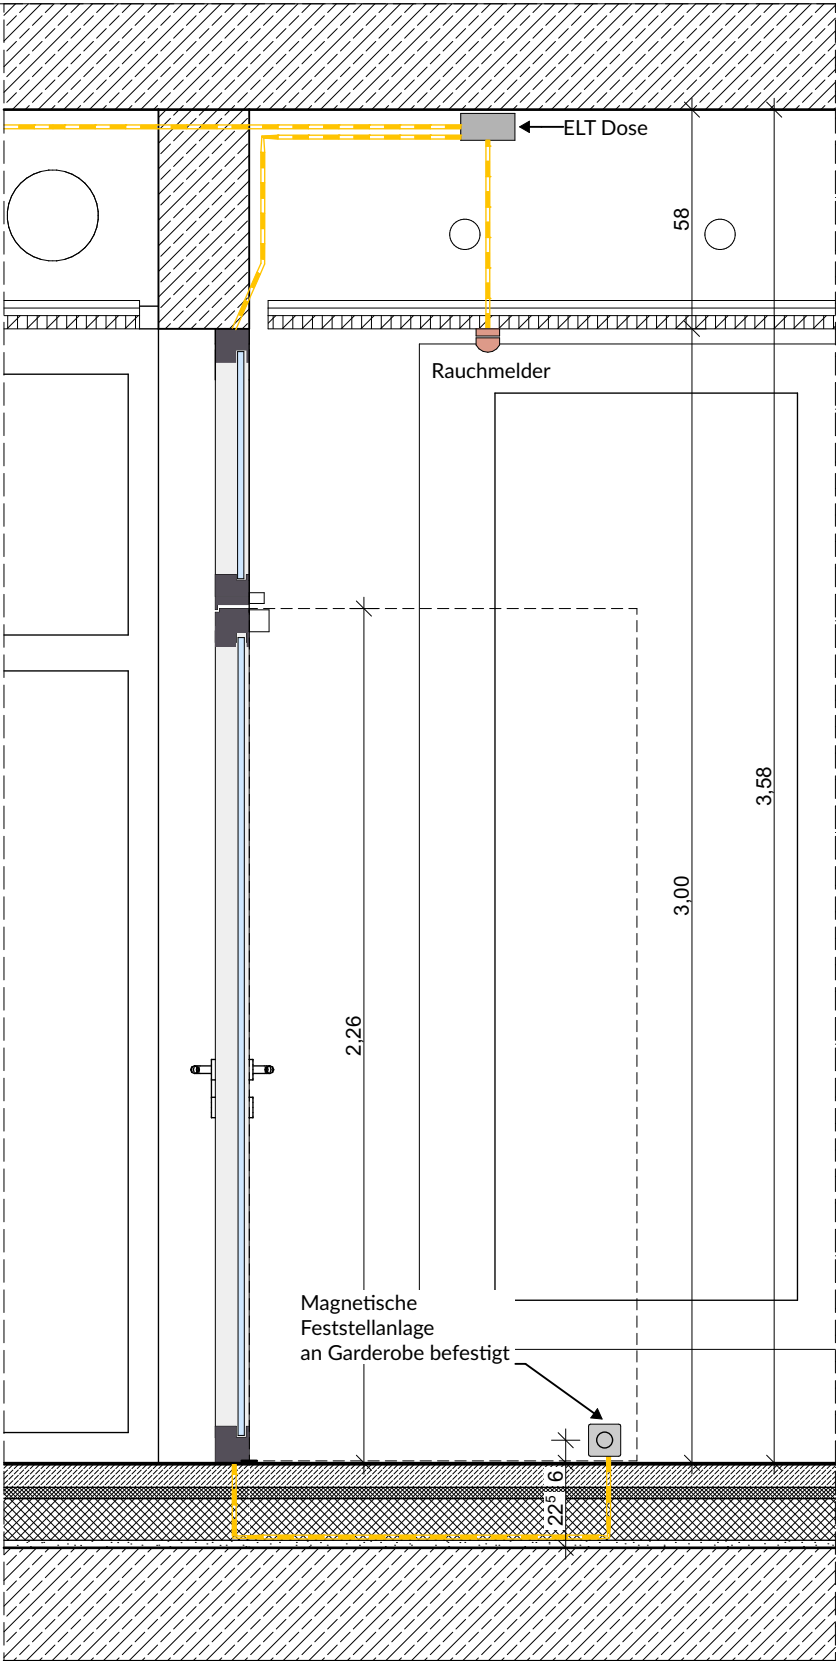 ELT Dose
58
Rauchmelder
3,58
3,00
2,26
Magnetische
Feststellanlage
an Garderobe befestigt
6
22⁵